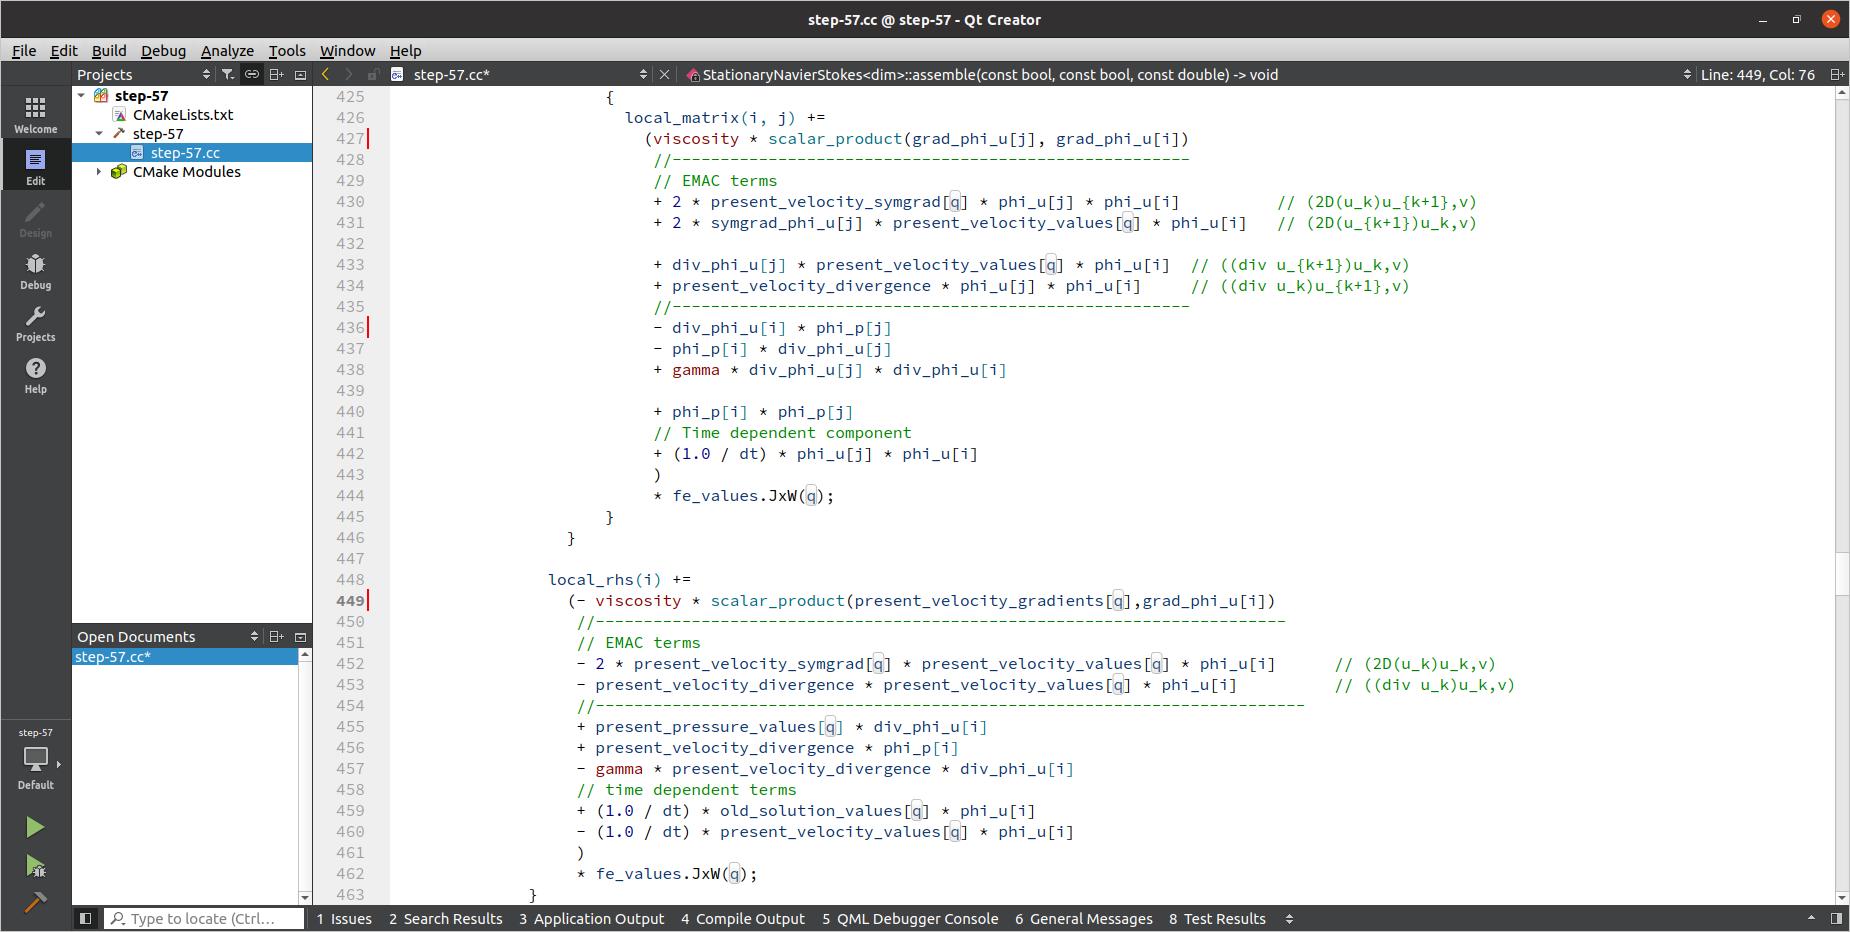 step-57.cc @ step-57 - Qt Creator
File Edit Build Debug Analyze Tools Window Help
Projects
step-57.cc*
StationaryNavierStokes<dim>::assemble(const bool, const bool, const double) -> void
Line: 449, Col: 76
Welcome
Edit
Design
Debug
Projects
Help
step-57
Default
step-57
CMakeLists.txt
step-57
step-57.cc
CMake Modules
Open Documents
step-57.cc*
425 {
426 local_matrix(i, j) +=
427 (viscosity * scalar_product(grad_phi_u[j], grad_phi_u[i])
428 //------------------------------------------------------
429 // EMAC terms
430 + 2 * present_velocity_symgrad[q] * phi_u[j] * phi_u[i] // (2D(u_k)u_{k+1},v)
431 + 2 * symgrad_phi_u[j] * present_velocity_values[q] * phi_u[i] // (2D(u_{k+1})u_k,v)
432
433 + div_phi_u[j] * present_velocity_values[q] * phi_u[i] // ((div u_{k+1})u_k,v)
434 + present_velocity_divergence * phi_u[j] * phi_u[i] // ((div u_k)u_{k+1},v)
435 //------------------------------------------------------
436 - div_phi_u[i] * phi_p[j]
437 - phi_p[i] * div_phi_u[j]
438 + gamma * div_phi_u[j] * div_phi_u[i]
439
440 + phi_p[i] * phi_p[j]
441 // Time dependent component
442 + (1.0 / dt) * phi_u[j] * phi_u[i]
443 )
444 * fe_values.JxW(q);
445 }
446 }
447
448 local_rhs(i) +=
449 (- viscosity * scalar_product(present_velocity_gradients[q],grad_phi_u[i])
450 //------------------------------------------------------------------------
451 // EMAC terms
452 - 2 * present_velocity_symgrad[q] * present_velocity_values[q] * phi_u[i] // (2D(u_k)u_k,v)
453 - present_velocity_divergence * present_velocity_values[q] * phi_u[i] // ((div u_k)u_k,v)
454 //--------------------------------------------------------------------------
455 + present_pressure_values[q] * div_phi_u[i]
456 + present_velocity_divergence * phi_p[i]
457 - gamma * present_velocity_divergence * div_phi_u[i]
458 // time dependent terms
459 + (1.0 / dt) * old_solution_values[q] * phi_u[i]
460 - (1.0 / dt) * present_velocity_values[q] * phi_u[i]
461 )
462 * fe_values.JxW(q);
463 }
Type to locate (Ctrl...
1 Issues 2 Search Results 3 Application Output 4 Compile Output 5 QML Debugger Console 6 General Messages 8 Test Results